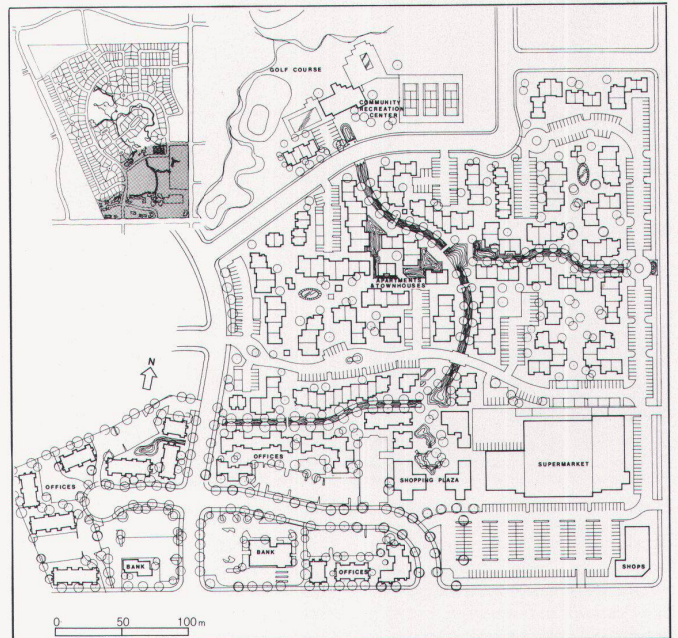 GOLF COURSE
COMMUNITY
RECREATION
CENTER
APARTMENTS
& TOWNHOUSES
N
OFFICES
OFFICES
SHOPPING PLAZA
SUPERMARKET
BANK
BANK
OFFICES
SHOPS
0 50 100 m